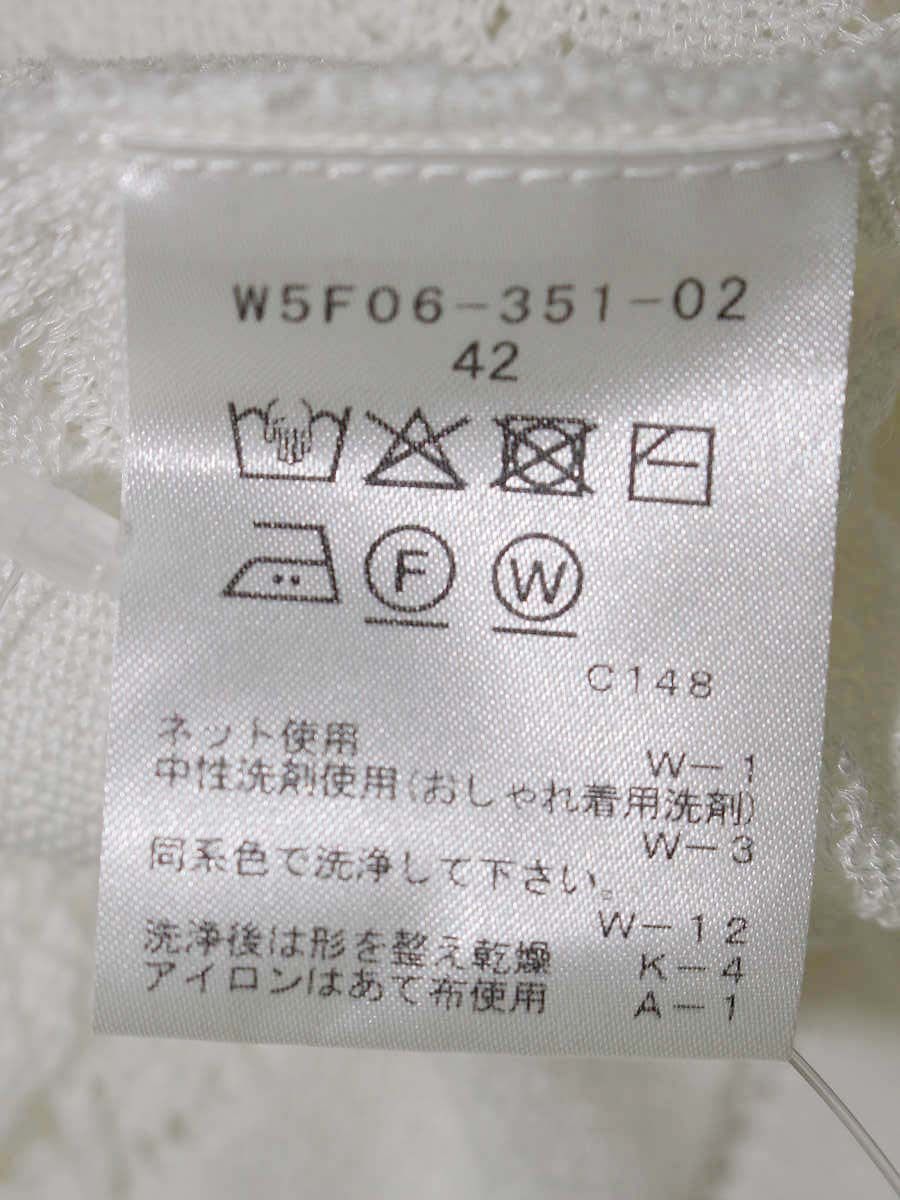 W5F06-351-02
42
F W
C148
ネット使用 W-1
中性洗剤使用(おしゃれ着用洗剤)
W-3
同系色で洗浄して下さい。
W-12
洗浄後は形を整え乾燥 K-4
アイロンはあて布使用 A-1